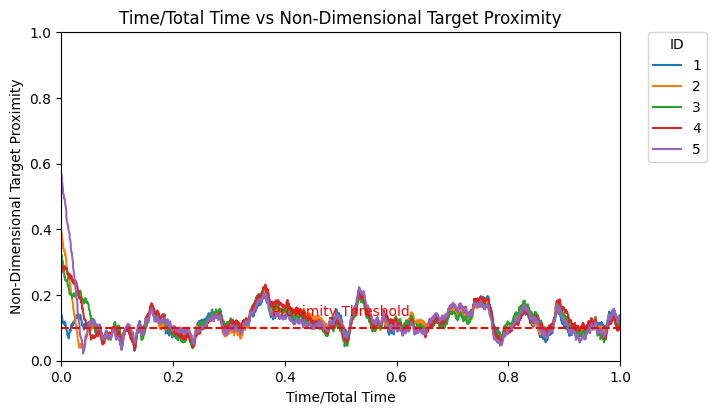 Time/Total Time vs Non-Dimensional Target Proximity
ID
1
2
3
4
5
Non-Dimensional Target Proximity
1.0
0.8
0.6
0.4
0.2
0.0
Proximity Threshold
0.0 0.2 0.4 0.6 0.8 1.0
Time/Total Time